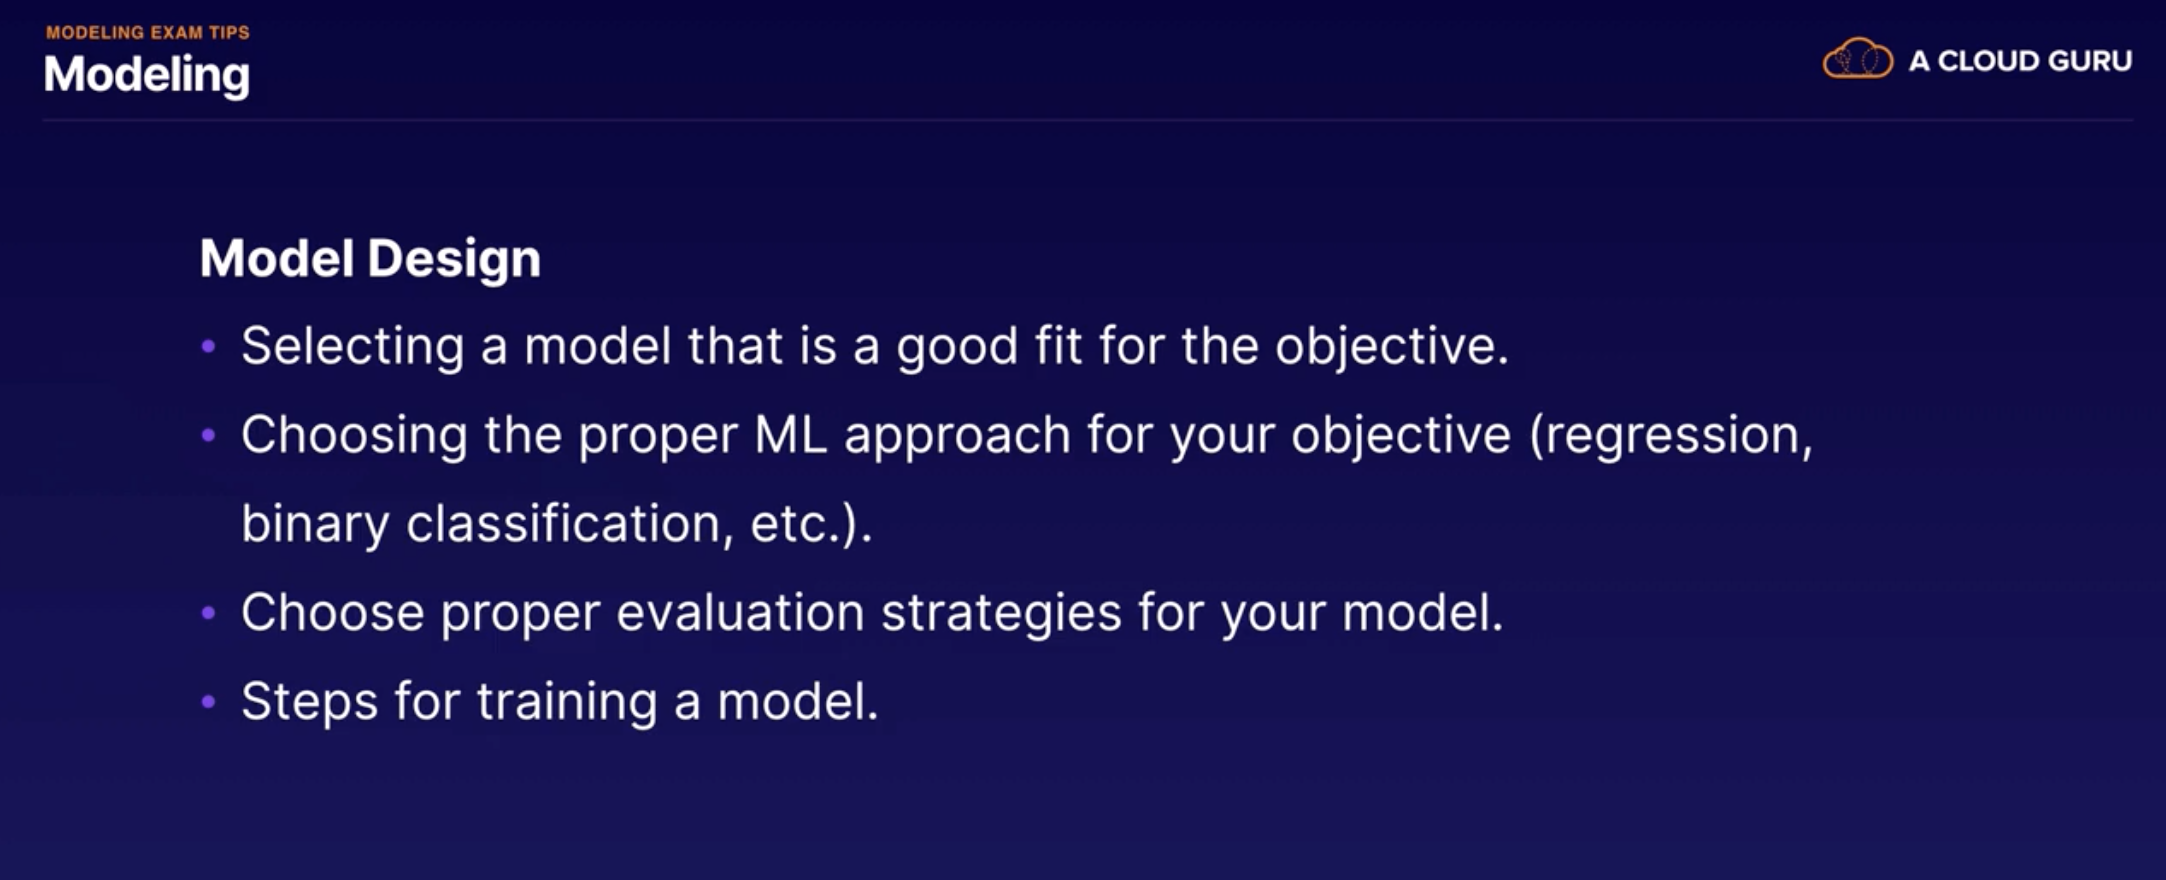 MODELING EXAM TIPS
Modeling
A CLOUD GURU
Model Design
• Selecting a model that is a good fit for the objective.
• Choosing the proper ML approach for your objective (regression,
binary classification, etc.).
• Choose proper evaluation strategies for your model.
• Steps for training a model.